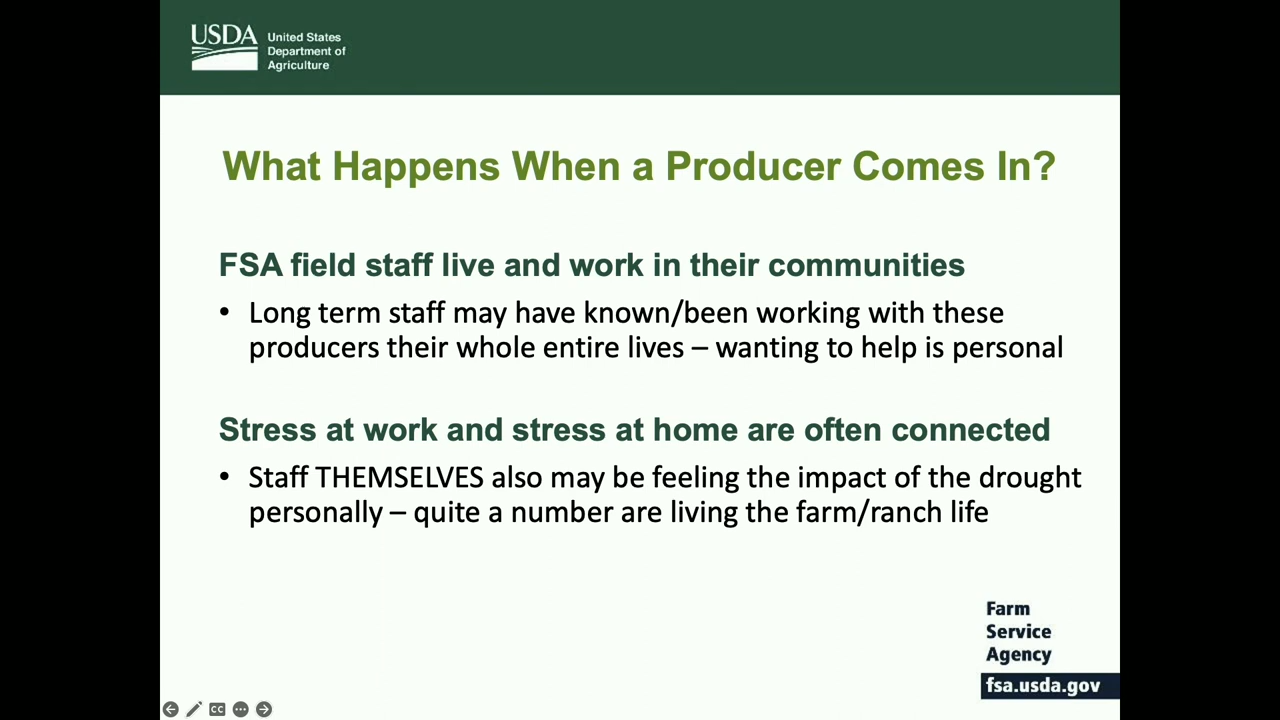 USDA
United States
Department of
Agriculture
What Happens When a Producer Comes In?
FSA field staff live and work in their communities
• Long term staff may have known/been working with these
producers their whole entire lives – wanting to help is personal
Stress at work and stress at home are often connected
• Staff THEMSELVES also may be feeling the impact of the drought
personally – quite a number are living the farm/ranch life
Farm
Service
Agency
fsa.usda.gov
CC